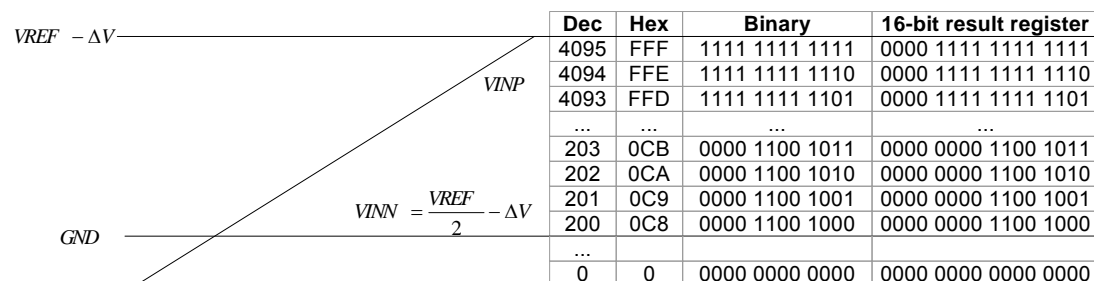 VREF − ΔV
VINP
VINN = VREF/2 − ΔV
GND
Dec Hex Binary 16-bit result register
4095 FFF 1111 1111 1111 0000 1111 1111 1111
4094 FFE 1111 1111 1110 0000 1111 1111 1110
4093 FFD 1111 1111 1101 0000 1111 1111 1101
... ... ... ...
203 0CB 0000 1100 1011 0000 0000 1100 1011
202 0CA 0000 1100 1010 0000 0000 1100 1010
201 0C9 0000 1100 1001 0000 0000 1100 1001
200 0C8 0000 1100 1000 0000 0000 1100 1000
...
0 0 0000 0000 0000 0000 0000 0000 0000